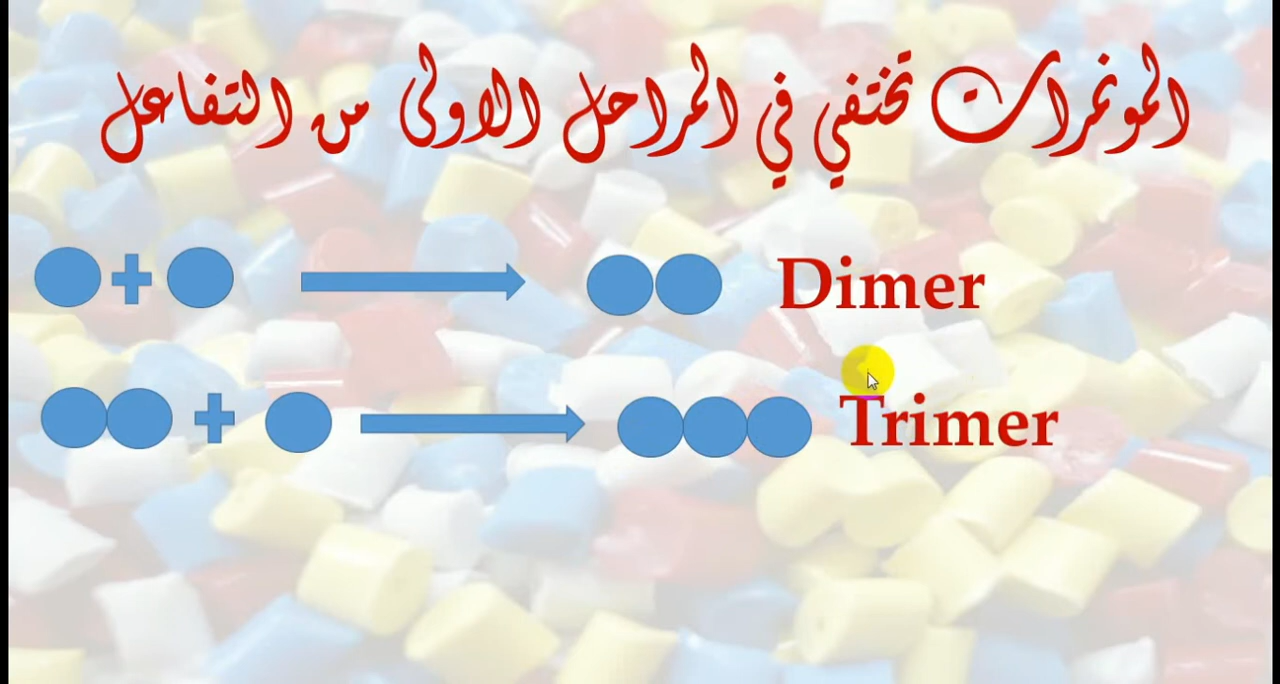 المونمرات تختفي في المراحل الاولى من التفاعل
Dimer
Trimer